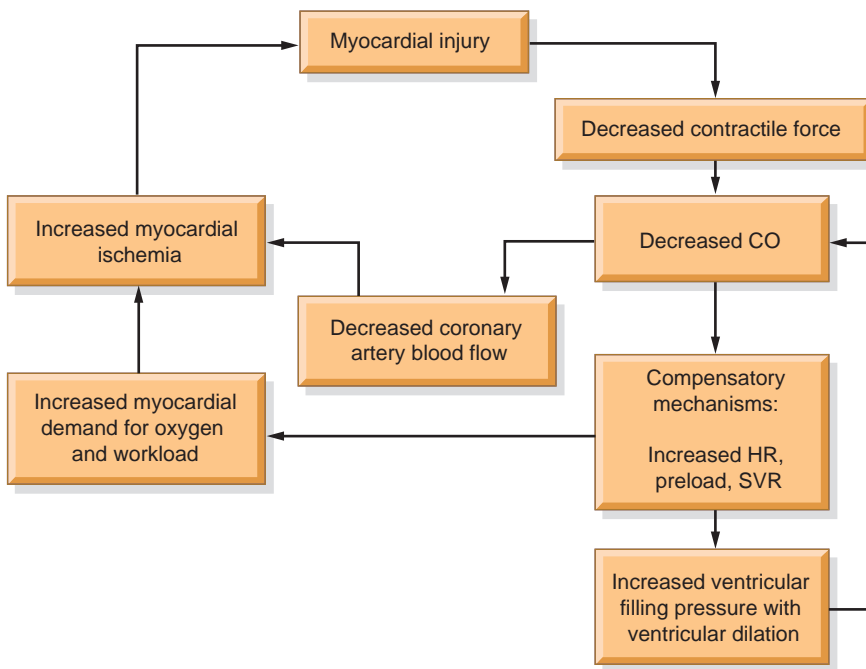 Myocardial injury
Decreased contractile force
Increased myocardial
ischemia
Decreased CO
Decreased coronary
artery blood flow
Increased myocardial
demand for oxygen
and workload
Compensatory
mechanisms:
Increased HR,
preload, SVR
Increased ventricular
filling pressure with
ventricular dilation